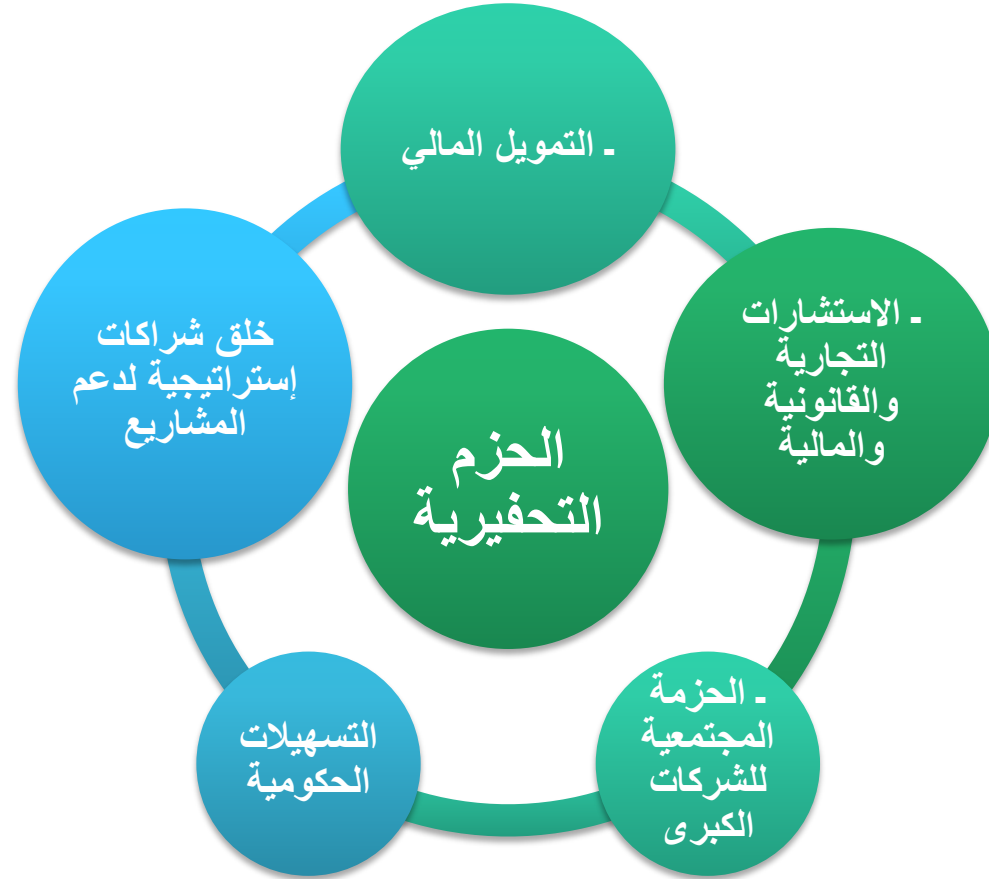 ـ التمويل المالي
ـ الاستشارات
التجارية
والقانونية
والمالية
ـ الحزمة
المجتمعية
للشركات
الكبرى
التسهيلات
الحكومية
خلق شراكات
إستراتيجية لدعم
المشاريع
الحزم
التحفيرية